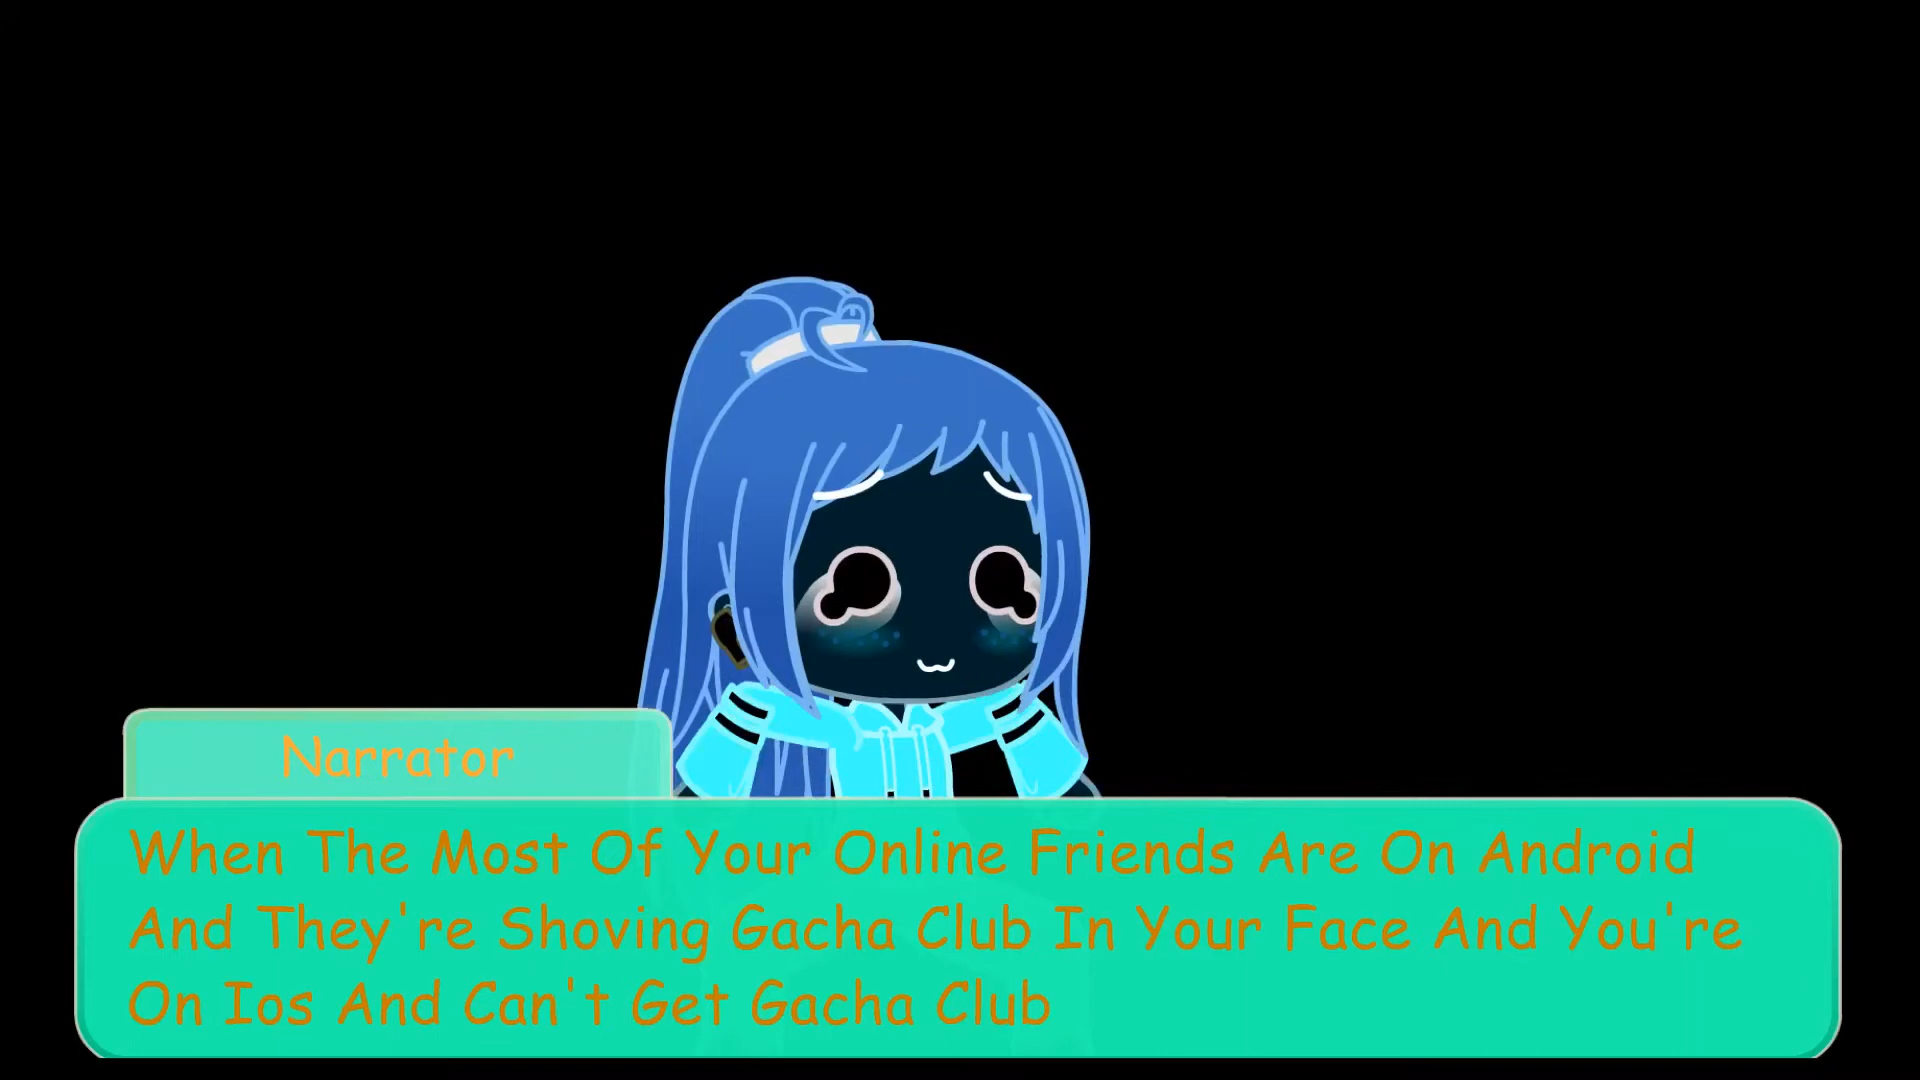 Narrator
When The Most Of Your Online Friends Are On Android
And They're Shoving Gacha Club In Your Face And You're
On Ios And Can't Get Gacha Club